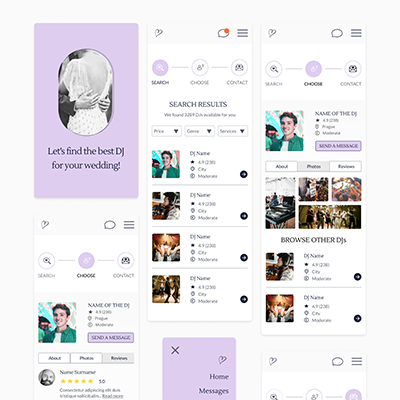 Let's find the best DJ
for your wedding!
SEARCH
CHOOSE
CONTACT
SEARCH RESULTS
We found 3289 DJs available for you
Price
Genre
Services
DJ Name
4.9 (238)
City
Moderate
DJ Name
4.9 (238)
City
Moderate
DJ Name
4.9 (238)
City
Moderate
DJ Name
4.9 (238)
City
Moderate
SEARCH
CHOOSE
CONTACT
NAME OF THE DJ
4.9 (238)
Prague
Moderate
SEND A MESSAGE
About
Photos
Reviews
BROWSE OTHER DJs
DJ Name
4.9 (238)
City
Moderate
DJ Name
4.9 (238)
City
Moderate
SEARCH
CHOOSE
CONTACT
NAME OF THE DJ
4.9 (238)
Prague
Moderate
SEND A MESSAGE
About
Photos
Reviews
Name Surname
5.0
Consectetur adipiscing elit duis
tristique sollicitudin.. Read more
Home
Messages